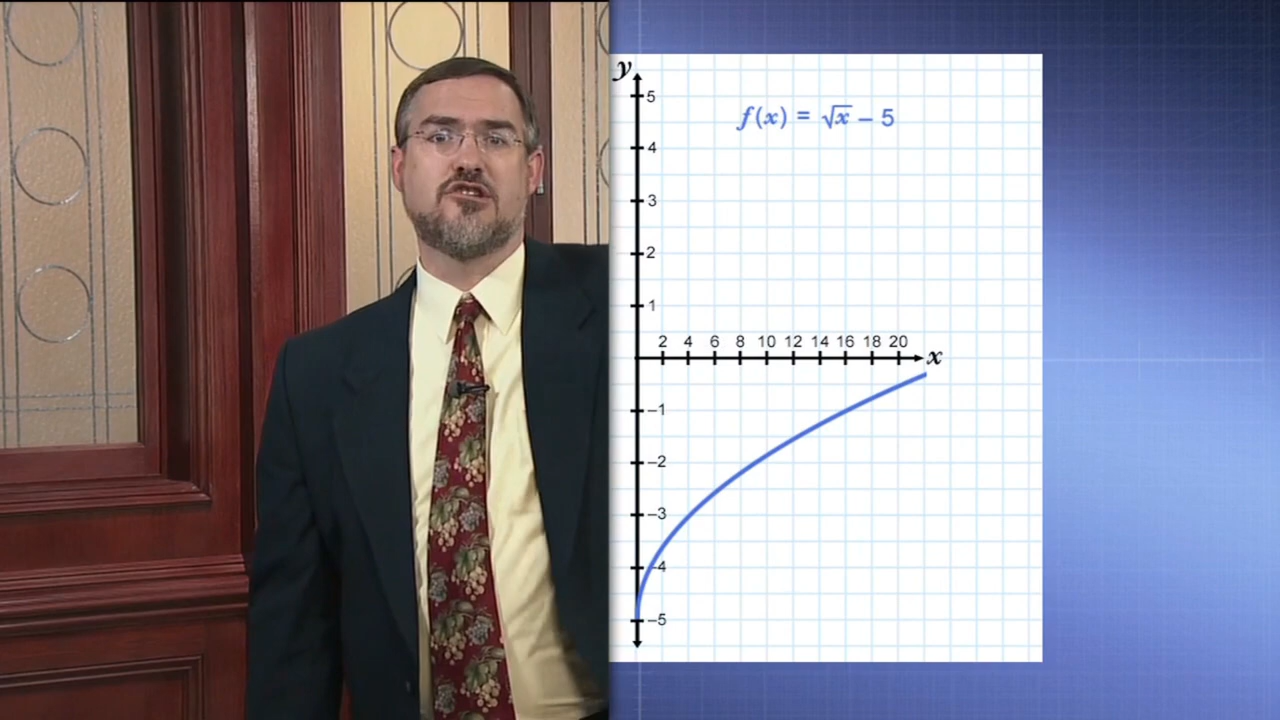 y
5
f(x) = √x – 5
4
3
2
1
2 4 6 8 10 12 14 16 18 20
x
–1
–2
–3
–4
–5